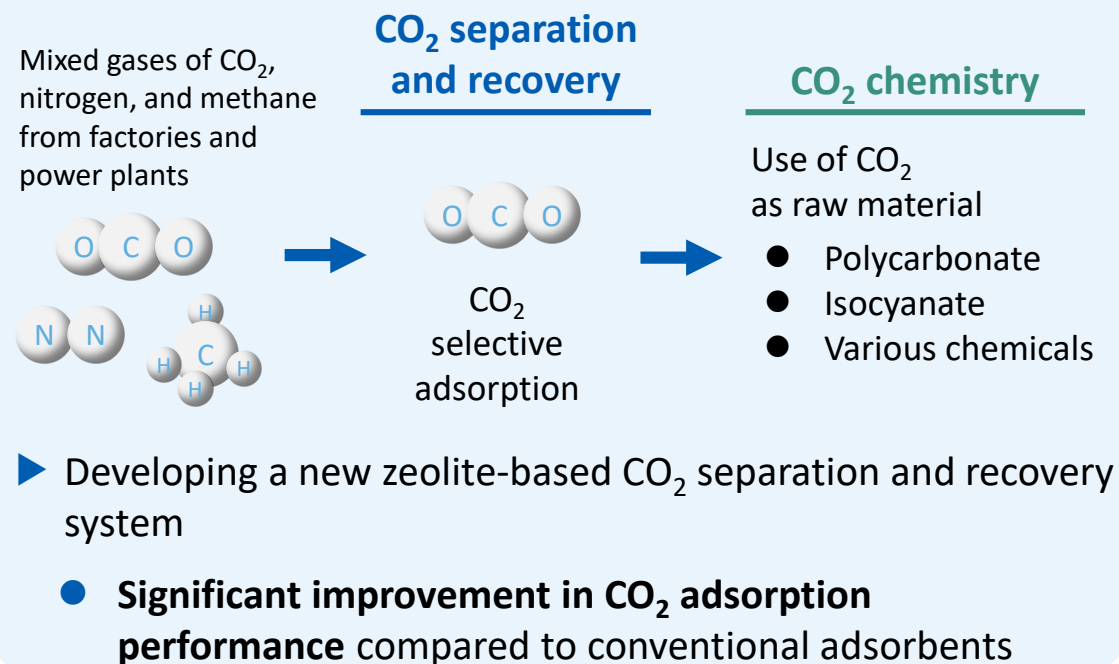 Mixed gases of CO₂,
nitrogen, and methane
from factories and
power plants
O C O
N N
H
C
H H
H
CO₂ separation
and recovery
O C O
CO₂
selective
adsorption
CO₂ chemistry
Use of CO₂
as raw material
● Polycarbonate
● Isocyanate
● Various chemicals
▶ Developing a new zeolite-based CO₂ separation and recovery
system
● Significant improvement in CO₂ adsorption
performance compared to conventional adsorbents